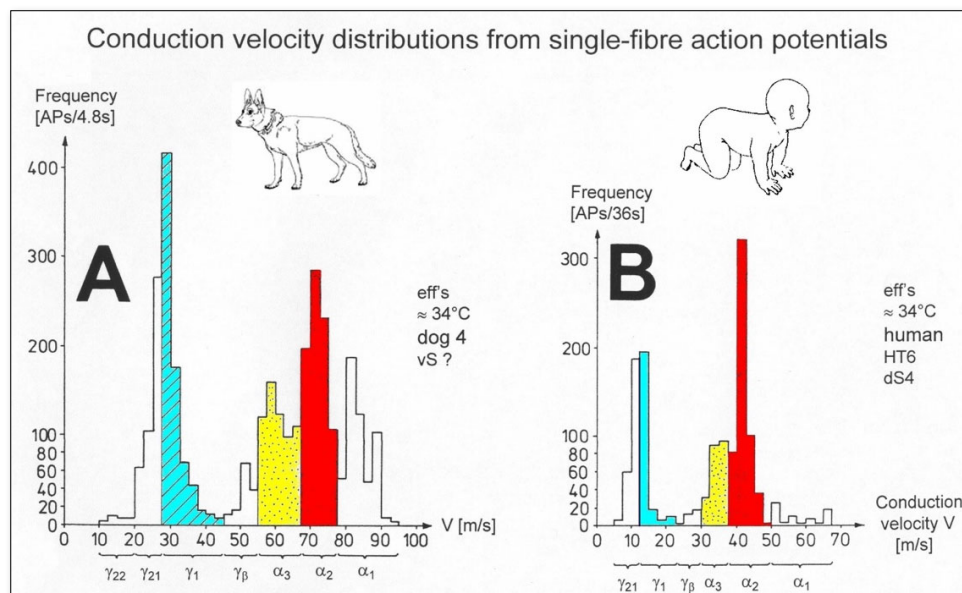 Conduction velocity distributions from single-fibre action potentials
Frequency
[APs/4.8s]
400
300
200
100
80
60
40
20
0
A
eff's
≈ 34°C
dog 4
vS ?
0 10 20 30 40 50 60 70 80 90 100
V [m/s]
γ22 γ21 γ1 γβ α3 α2 α1
Frequency
[APs/36s]
300
200
100
80
60
40
20
0
B
eff's
≈ 34°C
human
HT6
dS4
0 10 20 30 40 50 60 70
Conduction
velocity V
[m/s]
γ21 γ1 γβ α3 α2 α1